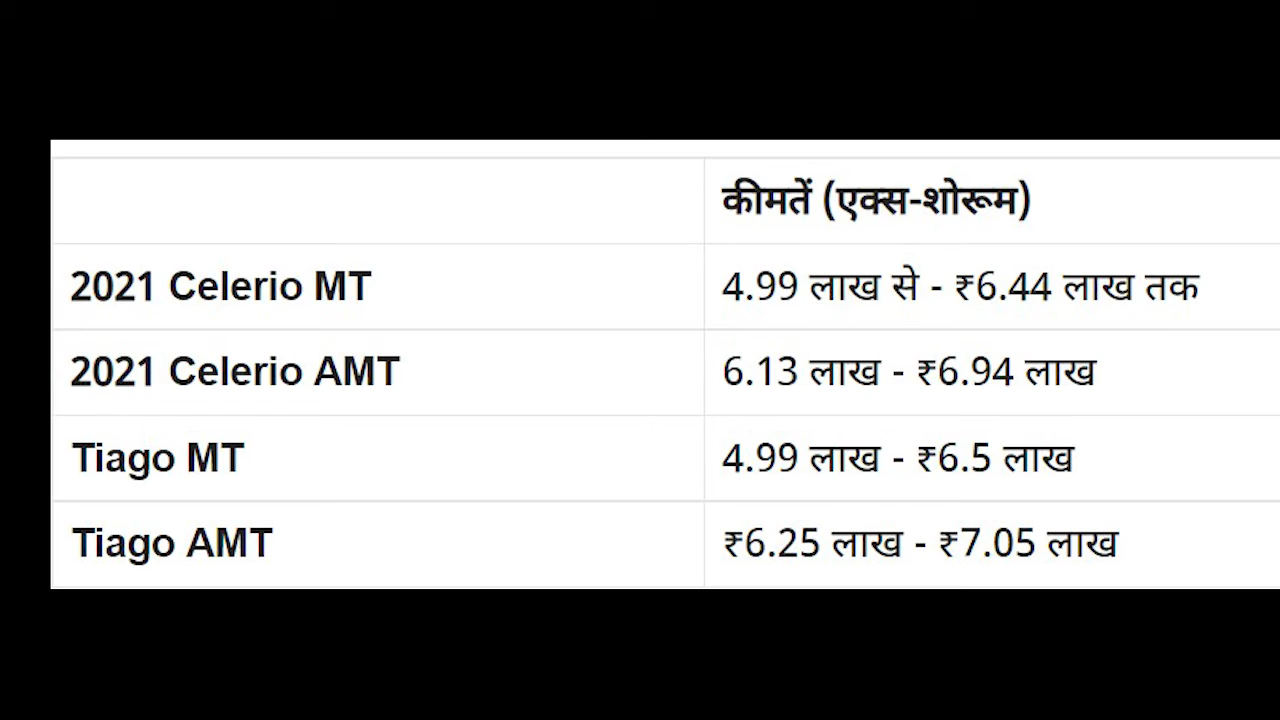 कीमतें (एक्स-शोरूम)
2021 Celerio MT 4.99 लाख से - ₹6.44 लाख तक
2021 Celerio AMT 6.13 लाख - ₹6.94 लाख
Tiago MT 4.99 लाख - ₹6.5 लाख
Tiago AMT ₹6.25 लाख - ₹7.05 लाख